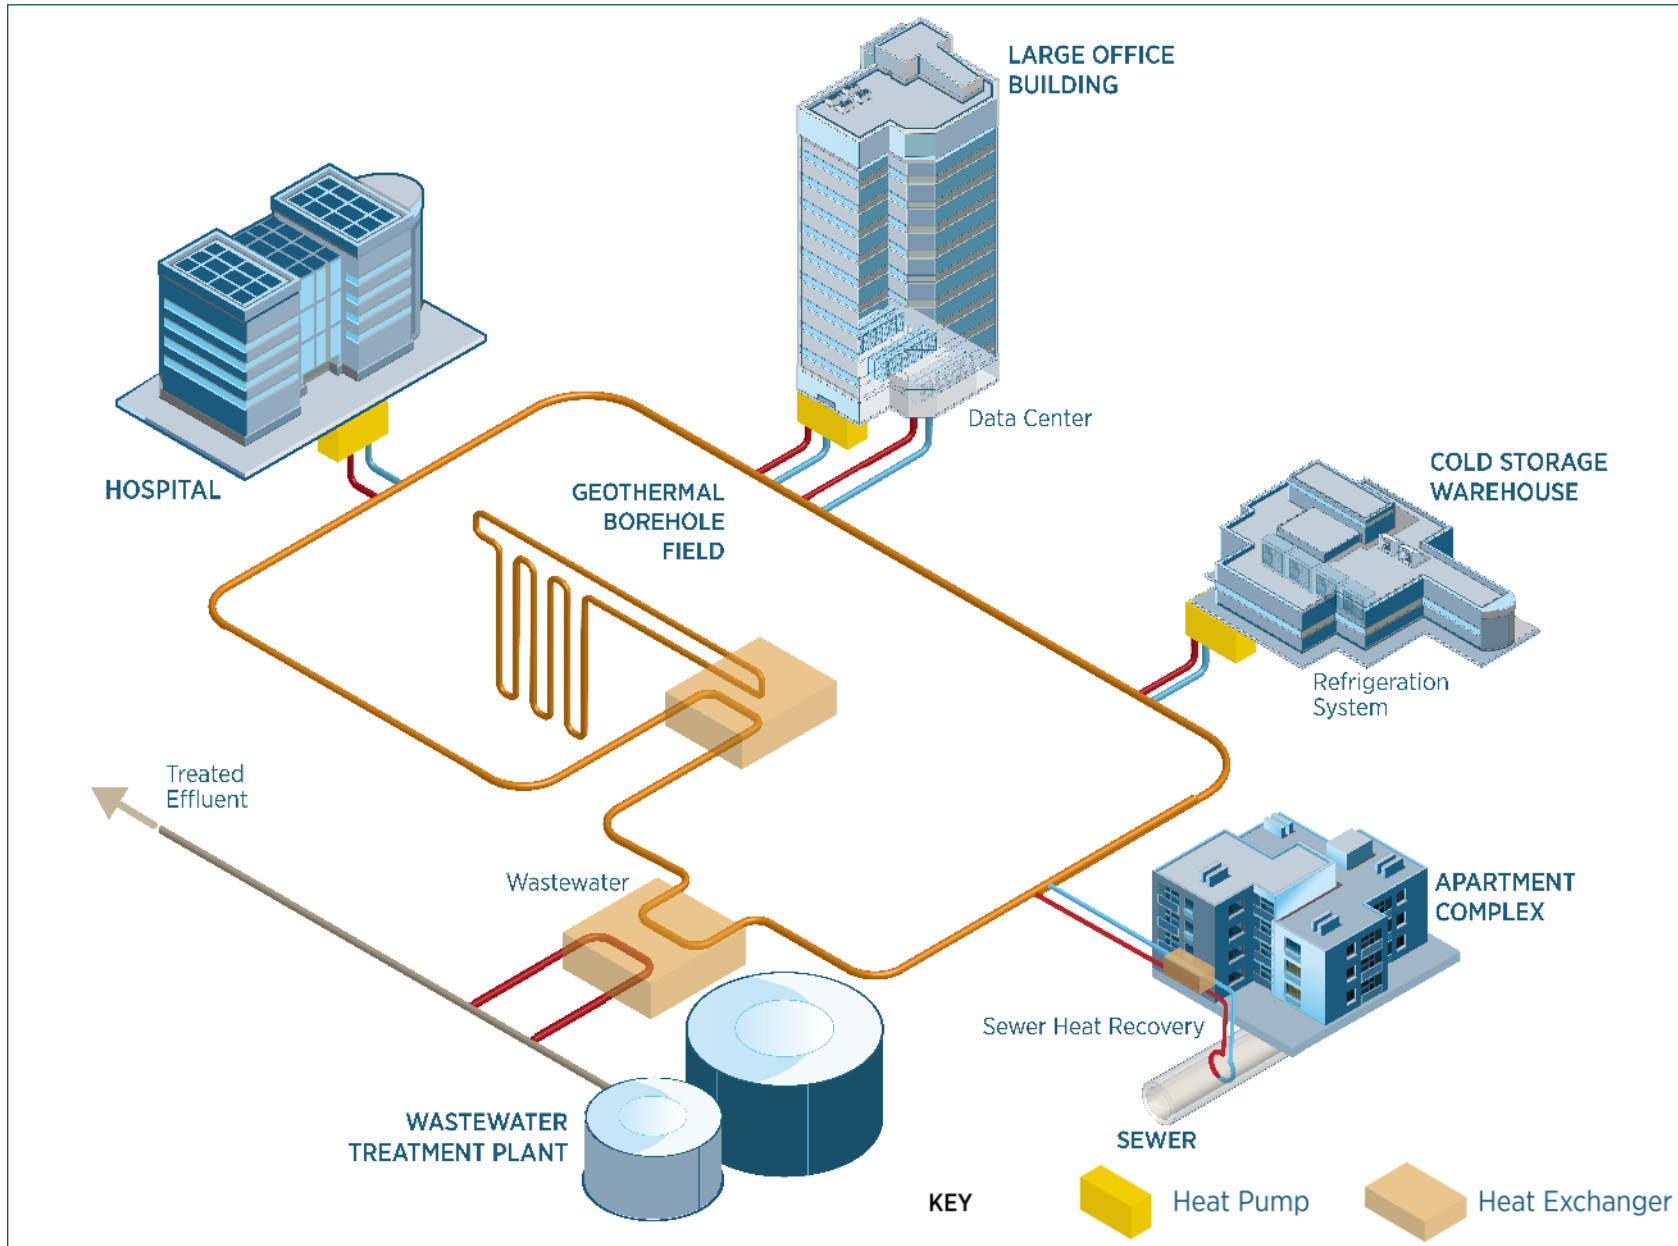 LARGE OFFICE
BUILDING
Data Center
HOSPITAL
GEOTHERMAL
BOREHOLE
FIELD
COLD STORAGE
WAREHOUSE
Refrigeration
System
Treated
Effluent
Wastewater
APARTMENT
COMPLEX
Sewer Heat Recovery
WASTEWATER
TREATMENT PLANT
SEWER
KEY
Heat Pump
Heat Exchanger